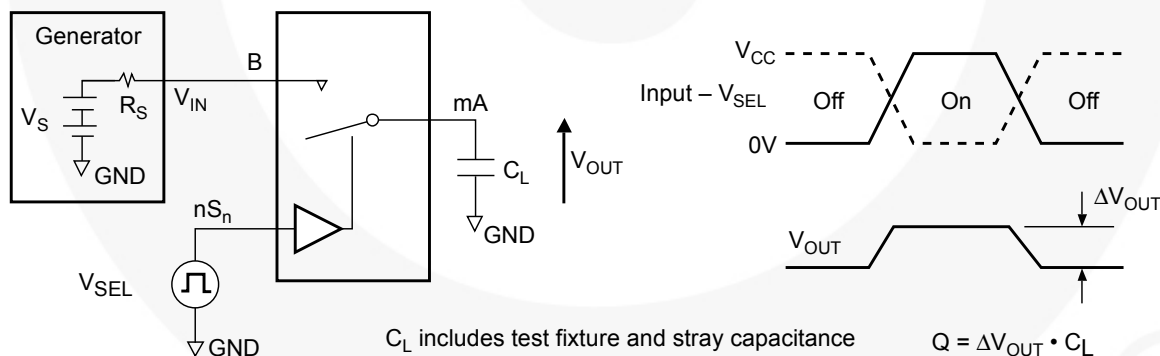 Generator
B
V_S
R_S
V_IN
GND
mA
C_L
V_OUT
GND
nS_n
V_SEL
GND
C_L includes test fixture and stray capacitance
V_CC
Input – V_SEL
Off
On
Off
0V
V_OUT
ΔV_OUT
Q = ΔV_OUT • C_L